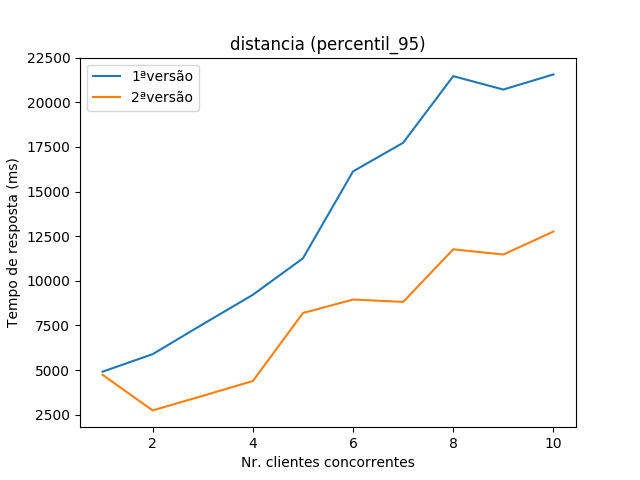 distancia (percentil_95)
1ªversão
2ªversão
Tempo de resposta (ms)
22500
20000
17500
15000
12500
10000
7500
5000
2500
2
4
6
8
10
Nr. clientes concorrentes